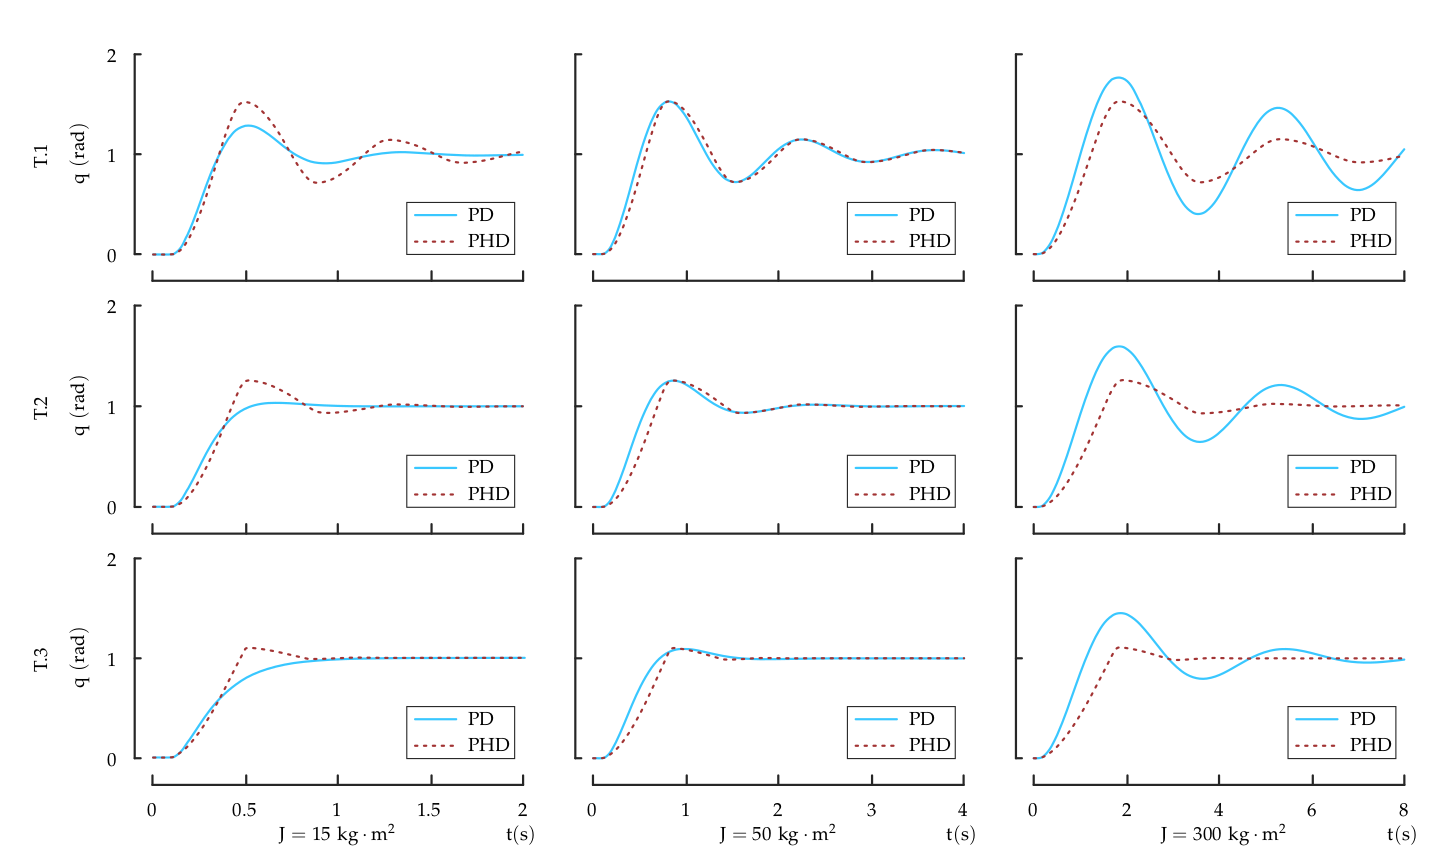 2
T.1
q (rad)
1
0
PD
PHD
PD
PHD
PD
PHD
2
T.2
q (rad)
1
0
PD
PHD
PD
PHD
PD
PHD
2
T.3
q (rad)
1
0
PD
PHD
PD
PHD
PD
PHD
0 0.5 1 1.5 2 0 1 2 3 4 0 2 4 6 8
J = 15 kg · m² t(s) J = 50 kg · m² t(s) J = 300 kg · m² t(s)